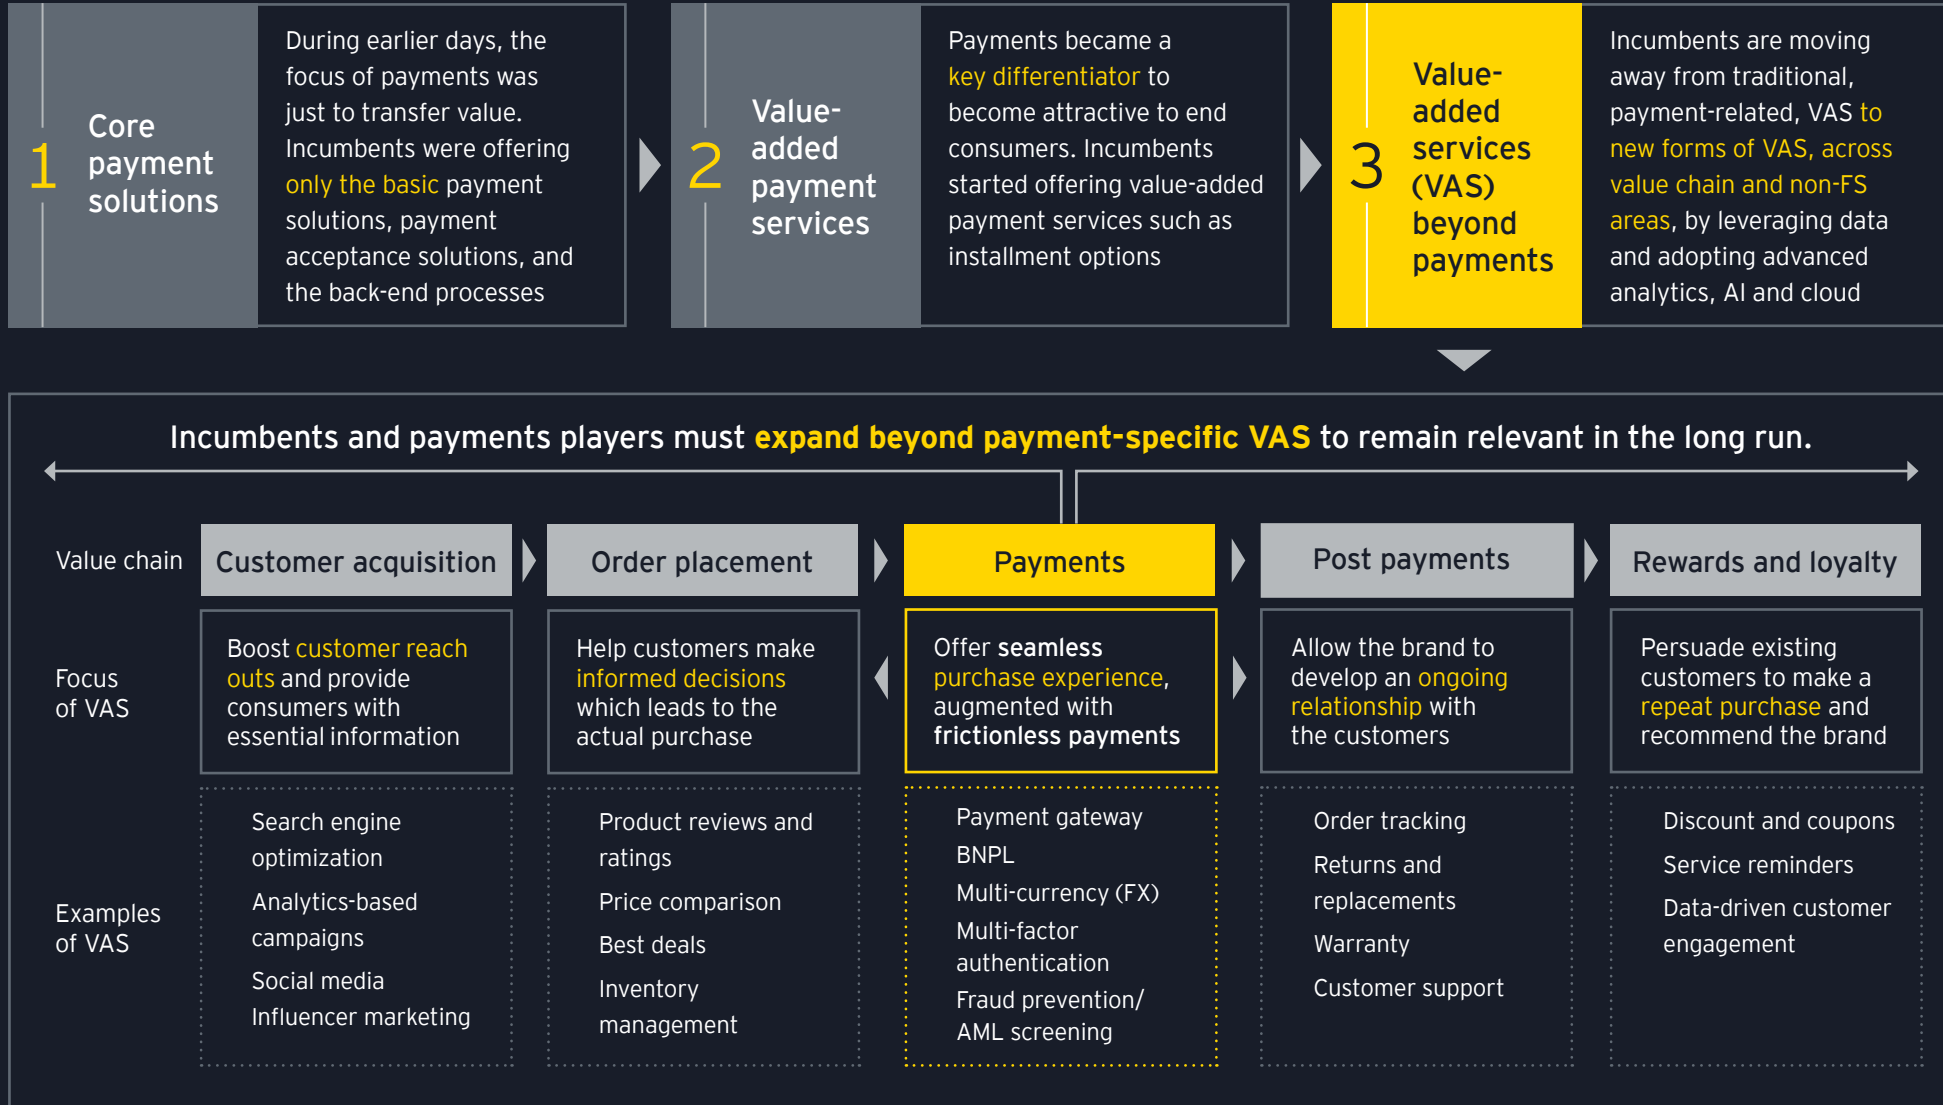 1
Core
payment
solutions
During earlier days, the
focus of payments was
just to transfer value.
Incumbents were offering
only the basic payment
solutions, payment
acceptance solutions, and
the back-end processes
2
Value-
added
payment
services
Payments became a
key differentiator to
become attractive to end
consumers. Incumbents
started offering value-added
payment services such as
installment options
3
Value-
added
services
(VAS)
beyond
payments
Incumbents are moving
away from traditional,
payment-related, VAS to
new forms of VAS, across
value chain and non-FS
areas, by leveraging data
and adopting advanced
analytics, AI and cloud
Incumbents and payments players must expand beyond payment-specific VAS to remain relevant in the long run.
Value chain
Customer acquisition
Order placement
Payments
Post payments
Rewards and loyalty
Focus
of VAS
Boost customer reach
outs and provide
consumers with
essential information
Help customers make
informed decisions
which leads to the
actual purchase
Offer seamless
purchase experience,
augmented with
frictionless payments
Allow the brand to
develop an ongoing
relationship with
the customers
Persuade existing
customers to make a
repeat purchase and
recommend the brand
Examples
of VAS
Search engine
optimization
Analytics-based
campaigns
Social media
Influencer marketing
Product reviews and
ratings
Price comparison
Best deals
Inventory
management
Payment gateway
BNPL
Multi-currency (FX)
Multi-factor
authentication
Fraud prevention/
AML screening
Order tracking
Returns and
replacements
Warranty
Customer support
Discount and coupons
Service reminders
Data-driven customer
engagement